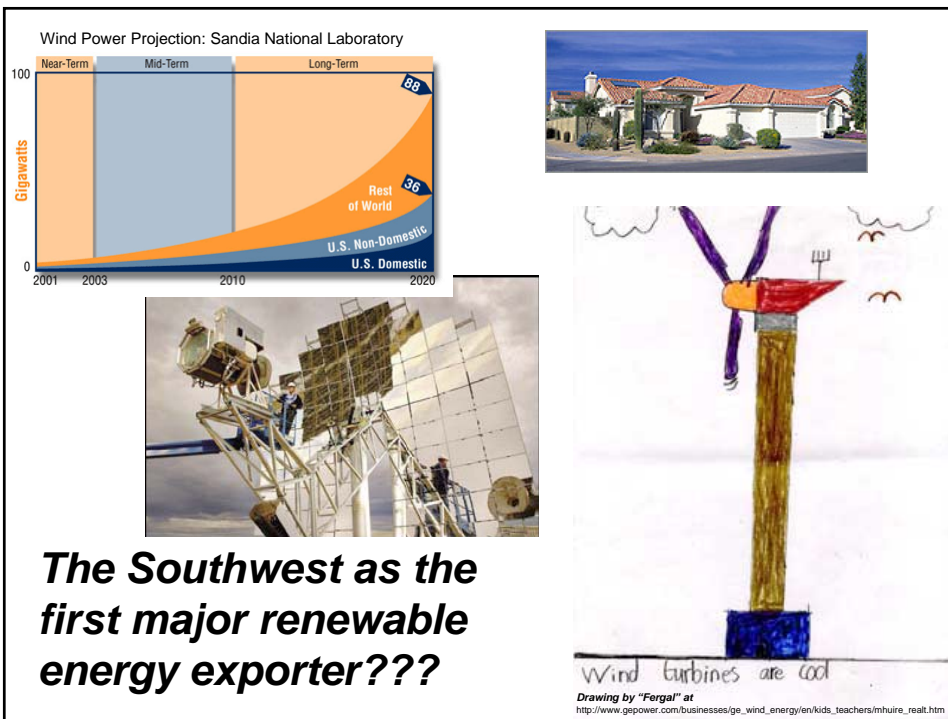 Wind Power Projection: Sandia National Laboratory
Near-Term Mid-Term Long-Term
100
88
Gigawatts
Rest
of World
36
U.S. Non-Domestic
U.S. Domestic
0
2001 2003 2010 2020
The Southwest as the
first major renewable
energy exporter???
Wind turbines are cool
Drawing by “Fergal” at
http://www.gepower.com/businesses/ge_wind_energy/en/kids_teachers/mhuire_realt.htm